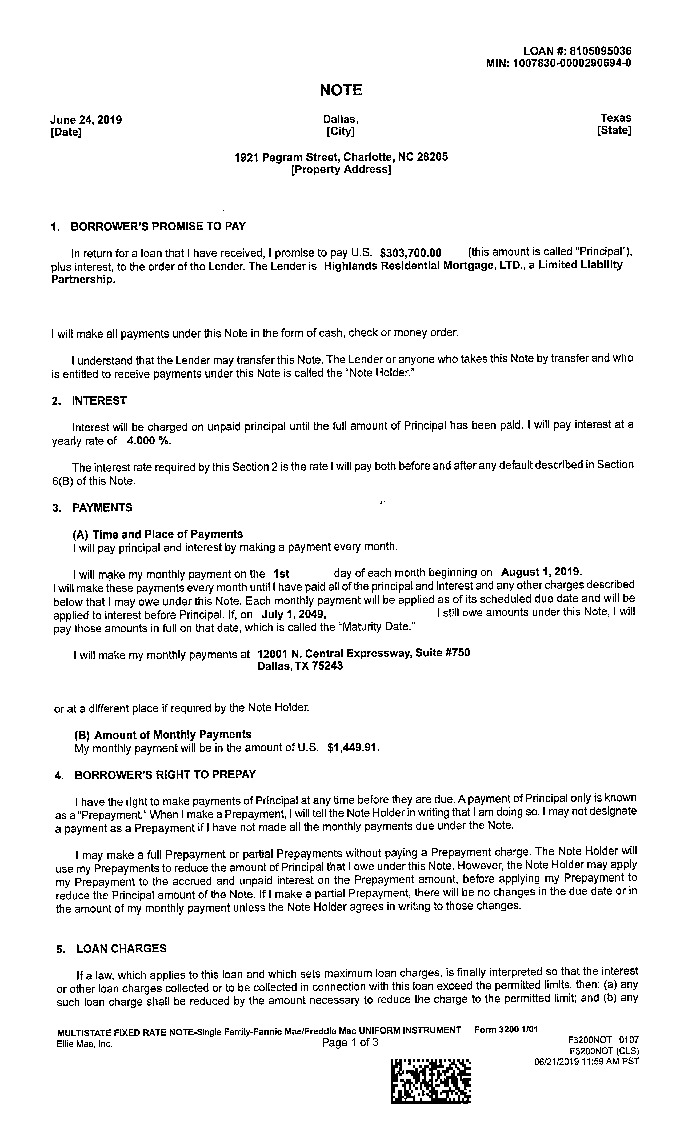 LOAN #: 8105095036
MIN: 1007830-0000290694-0
NOTE
June 24, 2019 Dallas, Texas
[Date] [City] [State]
1921 Pegram Street, Charlotte, NC 28205
[Property Address]
1. BORROWER'S PROMISE TO PAY
In return for a loan that I have received, I promise to pay U.S. $303,700.00 (this amount is called "Principal"),
plus interest, to the order of the Lender. The Lender is Highlands Residential Mortgage, LTD., a Limited Liability
Partnership.
I will make all payments under this Note in the form of cash, check or money order.
I understand that the Lender may transfer this Note. The Lender or anyone who takes this Note by transfer and who
is entitled to receive payments under this Note is called the "Note Holder."
2. INTEREST
Interest will be charged on unpaid principal until the full amount of Principal has been paid. I will pay interest at a
yearly rate of 4.000 %.
The interest rate required by this Section 2 is the rate I will pay both before and after any default described in Section
6(B) of this Note.
3. PAYMENTS
(A) Time and Place of Payments
I will pay principal and interest by making a payment every month.
I will make my monthly payment on the 1st day of each month beginning on August 1, 2019.
I will make these payments every month until I have paid all of the principal and interest and any other charges described
below that I may owe under this Note. Each monthly payment will be applied as of its scheduled due date and will be
applied to interest before Principal. If, on July 1, 2049, I still owe amounts under this Note, I will
pay those amounts in full on that date, which is called the "Maturity Date."
I will make my monthly payments at 12001 N. Central Expressway, Suite #750
Dallas, TX 75243
or at a different place if required by the Note Holder.
(B) Amount of Monthly Payments
My monthly payment will be in the amount of U.S. $1,449.91.
4. BORROWER'S RIGHT TO PREPAY
I have the right to make payments of Principal at any time before they are due. A payment of Principal only is known
as a "Prepayment." When I make a Prepayment, I will tell the Note Holder in writing that I am doing so. I may not designate
a payment as a Prepayment if I have not made all the monthly payments due under the Note.
I may make a full Prepayment or partial Prepayments without paying a Prepayment charge. The Note Holder will
use my Prepayments to reduce the amount of Principal that I owe under this Note. However, the Note Holder may apply
my Prepayment to the accrued and unpaid interest on the Prepayment amount, before applying my Prepayment to
reduce the Principal amount of the Note. If I make a partial Prepayment, there will be no changes in the due date or in
the amount of my monthly payment unless the Note Holder agrees in writing to those changes.
5. LOAN CHARGES
If a law, which applies to this loan and which sets maximum loan charges, is finally interpreted so that the interest
or other loan charges collected or to be collected in connection with this loan exceed the permitted limits, then: (a) any
such loan charge shall be reduced by the amount necessary to reduce the charge to the permitted limit; and (b) any
MULTISTATE FIXED RATE NOTE-Single Family-Fannie Mae/Freddie Mac UNIFORM INSTRUMENT Form 3200 1/01
Ellie Mae, Inc. Page 1 of 3 F3200NOT 0107
F3200NOT (CLS)
06/21/2019 11:59 AM PST